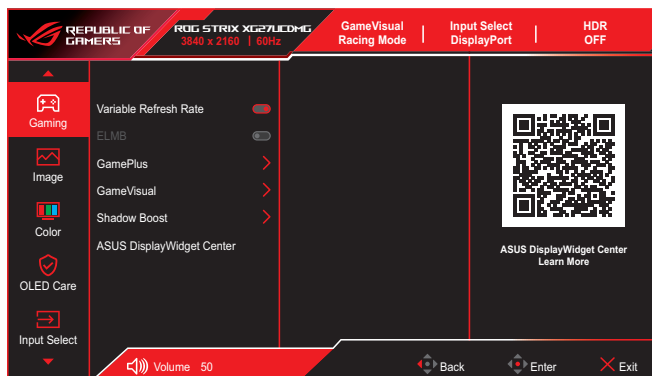 REPUBLIC OF
GAMERS
ROG STRIX XG27UCDMG
3840 x 2160 | 60Hz
GameVisual
Racing Mode
Input Select
DisplayPort
HDR
OFF
Gaming
Image
Color
OLED Care
Input Select
Variable Refresh Rate
ELMB
GamePlus
GameVisual
Shadow Boost
ASUS DisplayWidget Center
ASUS DisplayWidget Center
Learn More
Volume 50
Back
Enter
Exit